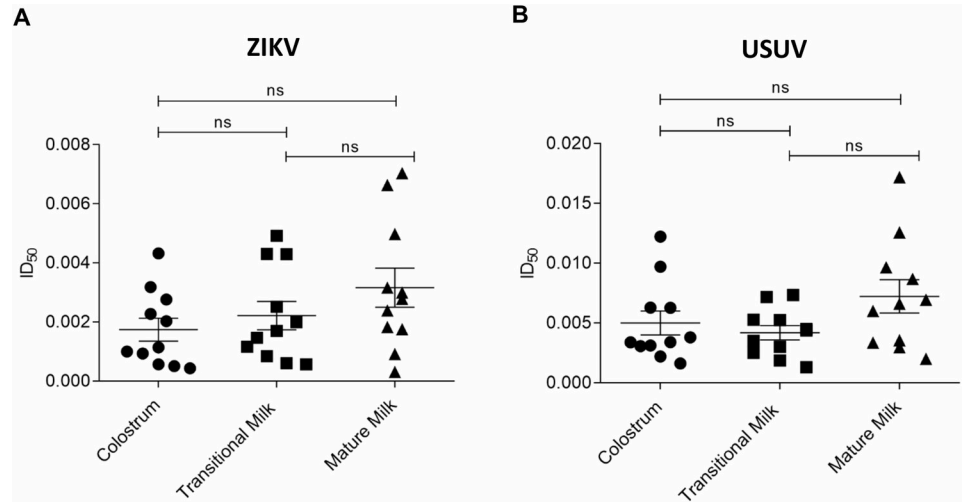 A
ZIKV
ns
ns
ns
0.008
0.006
0.004
0.002
0.000
ID50
Colostrum
Transitional Milk
Mature Milk
B
USUV
ns
ns
ns
0.020
0.015
0.010
0.005
0.000
ID50
Colostrum
Transitional Milk
Mature Milk